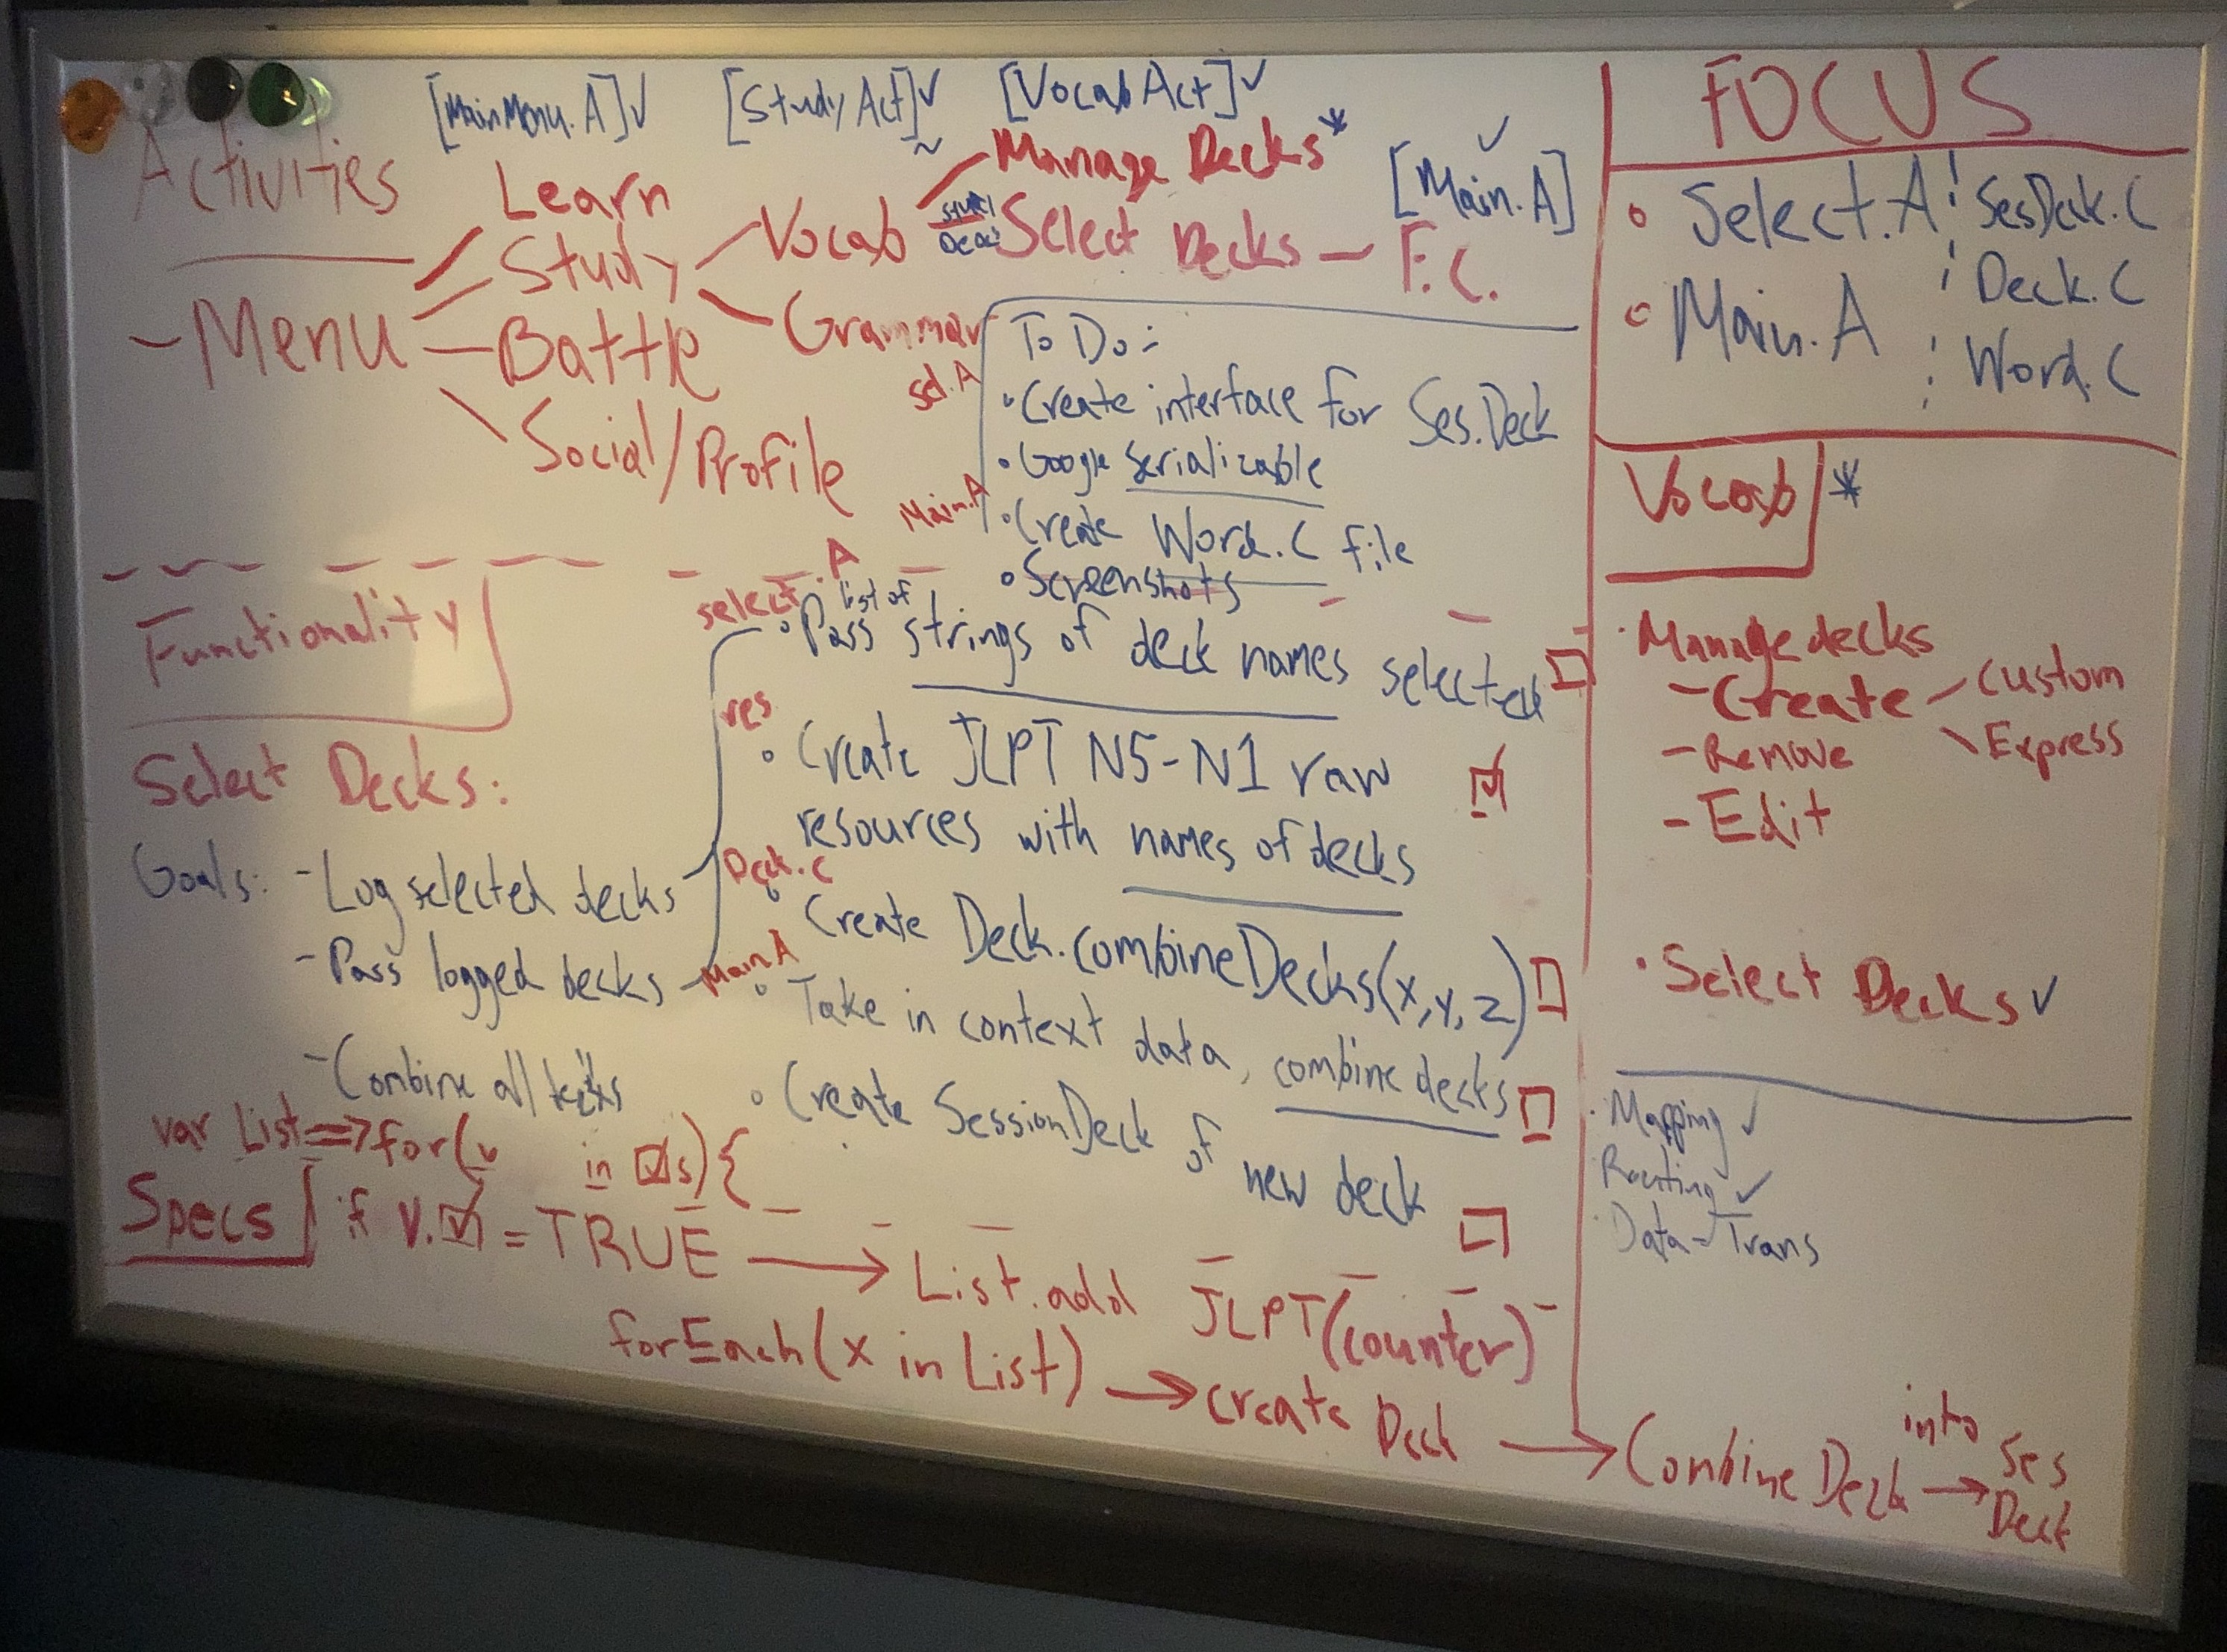 [MainMenu.A]✓ [Study Act]✓ [Vocab Act]✓
Activities
[Main.A] ✓
- Menu
Learn
Study
Battle
Social/Profile
Vocab
Grammar
Manage Decks*
Select Decks - F.C.
To Do:
Sel.A
• Create interface for Ses.Deck
• Google Serializable
Main.A
• Create Word.C file
• Screenshots
FOCUS
• Select.A ¦ SesDeck.C
¦ Deck.C
• Main.A
¦ Word.C
Vocab *
• Manage decks
- Create - Custom
\ Express
- Remove
- Edit
• Select Decks ✓
• Mapping ✓
Routing ✓
• Data-Trans
Functionality
Select Decks:
Goals: - Log selected decks
- Pass logged decks
- Combine all
select.A
list of
• Pass strings of deck names selected ☐
res
• Create JLPT N5-N1 raw ☑
resources with names of decks
Deck.C
• Create Deck.combineDecks(x,y,z) ☐
Main.A
• Take in context data, combine decks ☐
• Create SessionDeck of
new deck ☐
Specs
var List => for(v in ☑s){
if v.☑ = TRUE → List.add JLPT(counter)
forEach(x in List) → create Deck → Combine Deck → into Ses
Deck